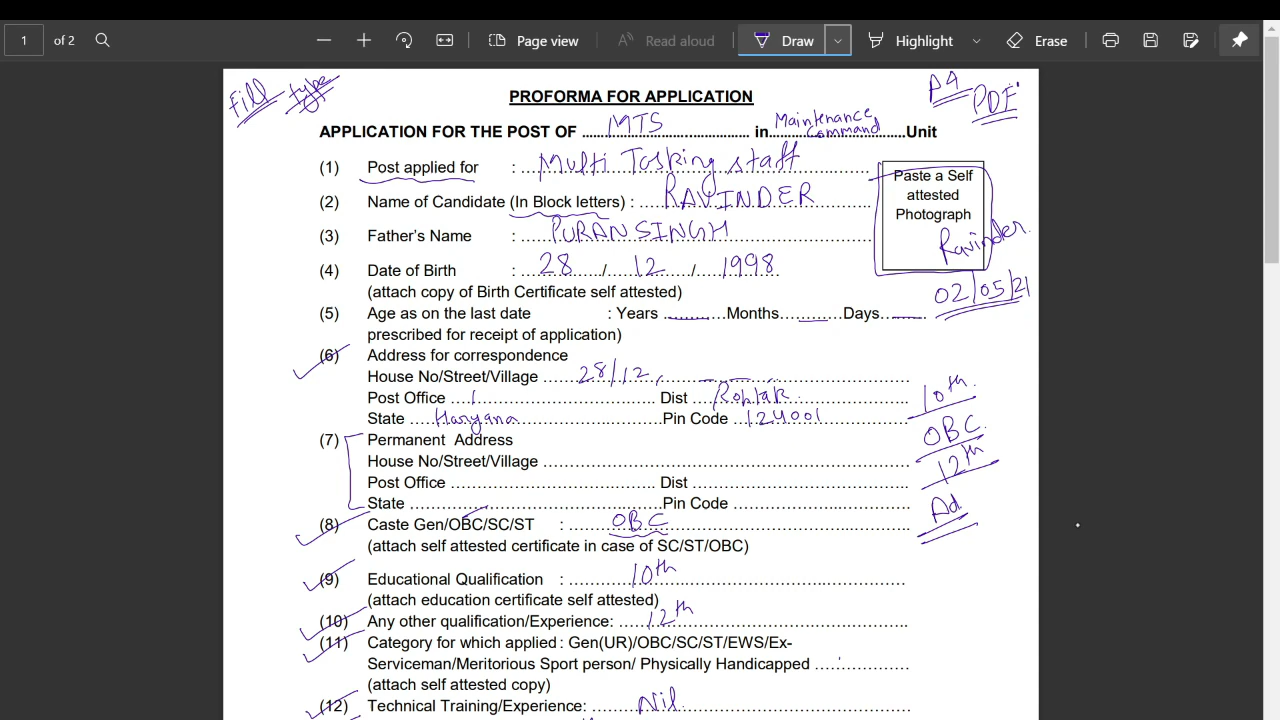 1 of 2 Page view Read aloud Draw Highlight Erase
Fill type A4 PDF
PROFORMA FOR APPLICATION
APPLICATION FOR THE POST OF ......MTS...... in Maintenance Command Unit
(1) Post applied for : Multi Tasking staff
(2) Name of Candidate (In Block letters) : RAVINDER
(3) Father's Name : PURAN SINGH
(4) Date of Birth : 28 / 12 / 1998
(attach copy of Birth Certificate self attested)
Paste a Self
attested
Photograph
Ravinder
02/05/21
(5) Age as on the last date : Years ......... Months......... Days.........
prescribed for receipt of application)
(6) Address for correspondence
House No/Street/Village 28/12,
Post Office ......... Dist Rohtak
State Haryana Pin Code 124001
(7) Permanent Address
House No/Street/Village .........
Post Office ......... Dist .........
State ......... Pin Code .........
10th
OBC
12th
Ad
(8) Caste Gen/OBC/SC/ST : OBC
(attach self attested certificate in case of SC/ST/OBC)
(9) Educational Qualification : 10th
(attach education certificate self attested)
(10) Any other qualification/Experience: 12th
(11) Category for which applied : Gen(UR)/OBC/SC/ST/EWS/Ex-
Serviceman/Meritorious Sport person/ Physically Handicapped .........
(attach self attested copy)
(12) Technical Training/Experience: Nil